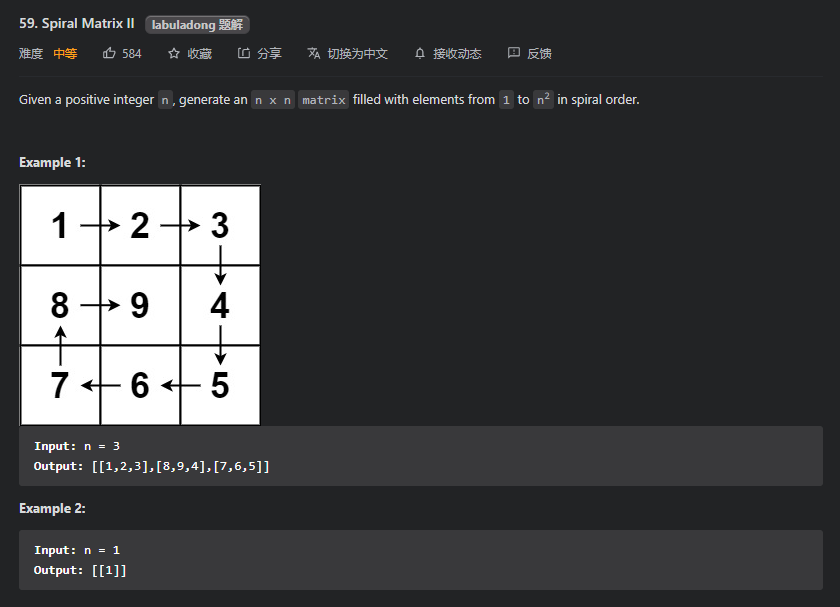 59. Spiral Matrix II labuladong 题解
难度 中等 584 收藏 分享 切换为中文 接收动态 反馈
Given a positive integer n, generate an n x n matrix filled with elements from 1 to n² in spiral order.
Example 1:
1 2 3
8 9 4
7 6 5
Input: n = 3
Output: [[1,2,3],[8,9,4],[7,6,5]]
Example 2:
Input: n = 1
Output: [[1]]